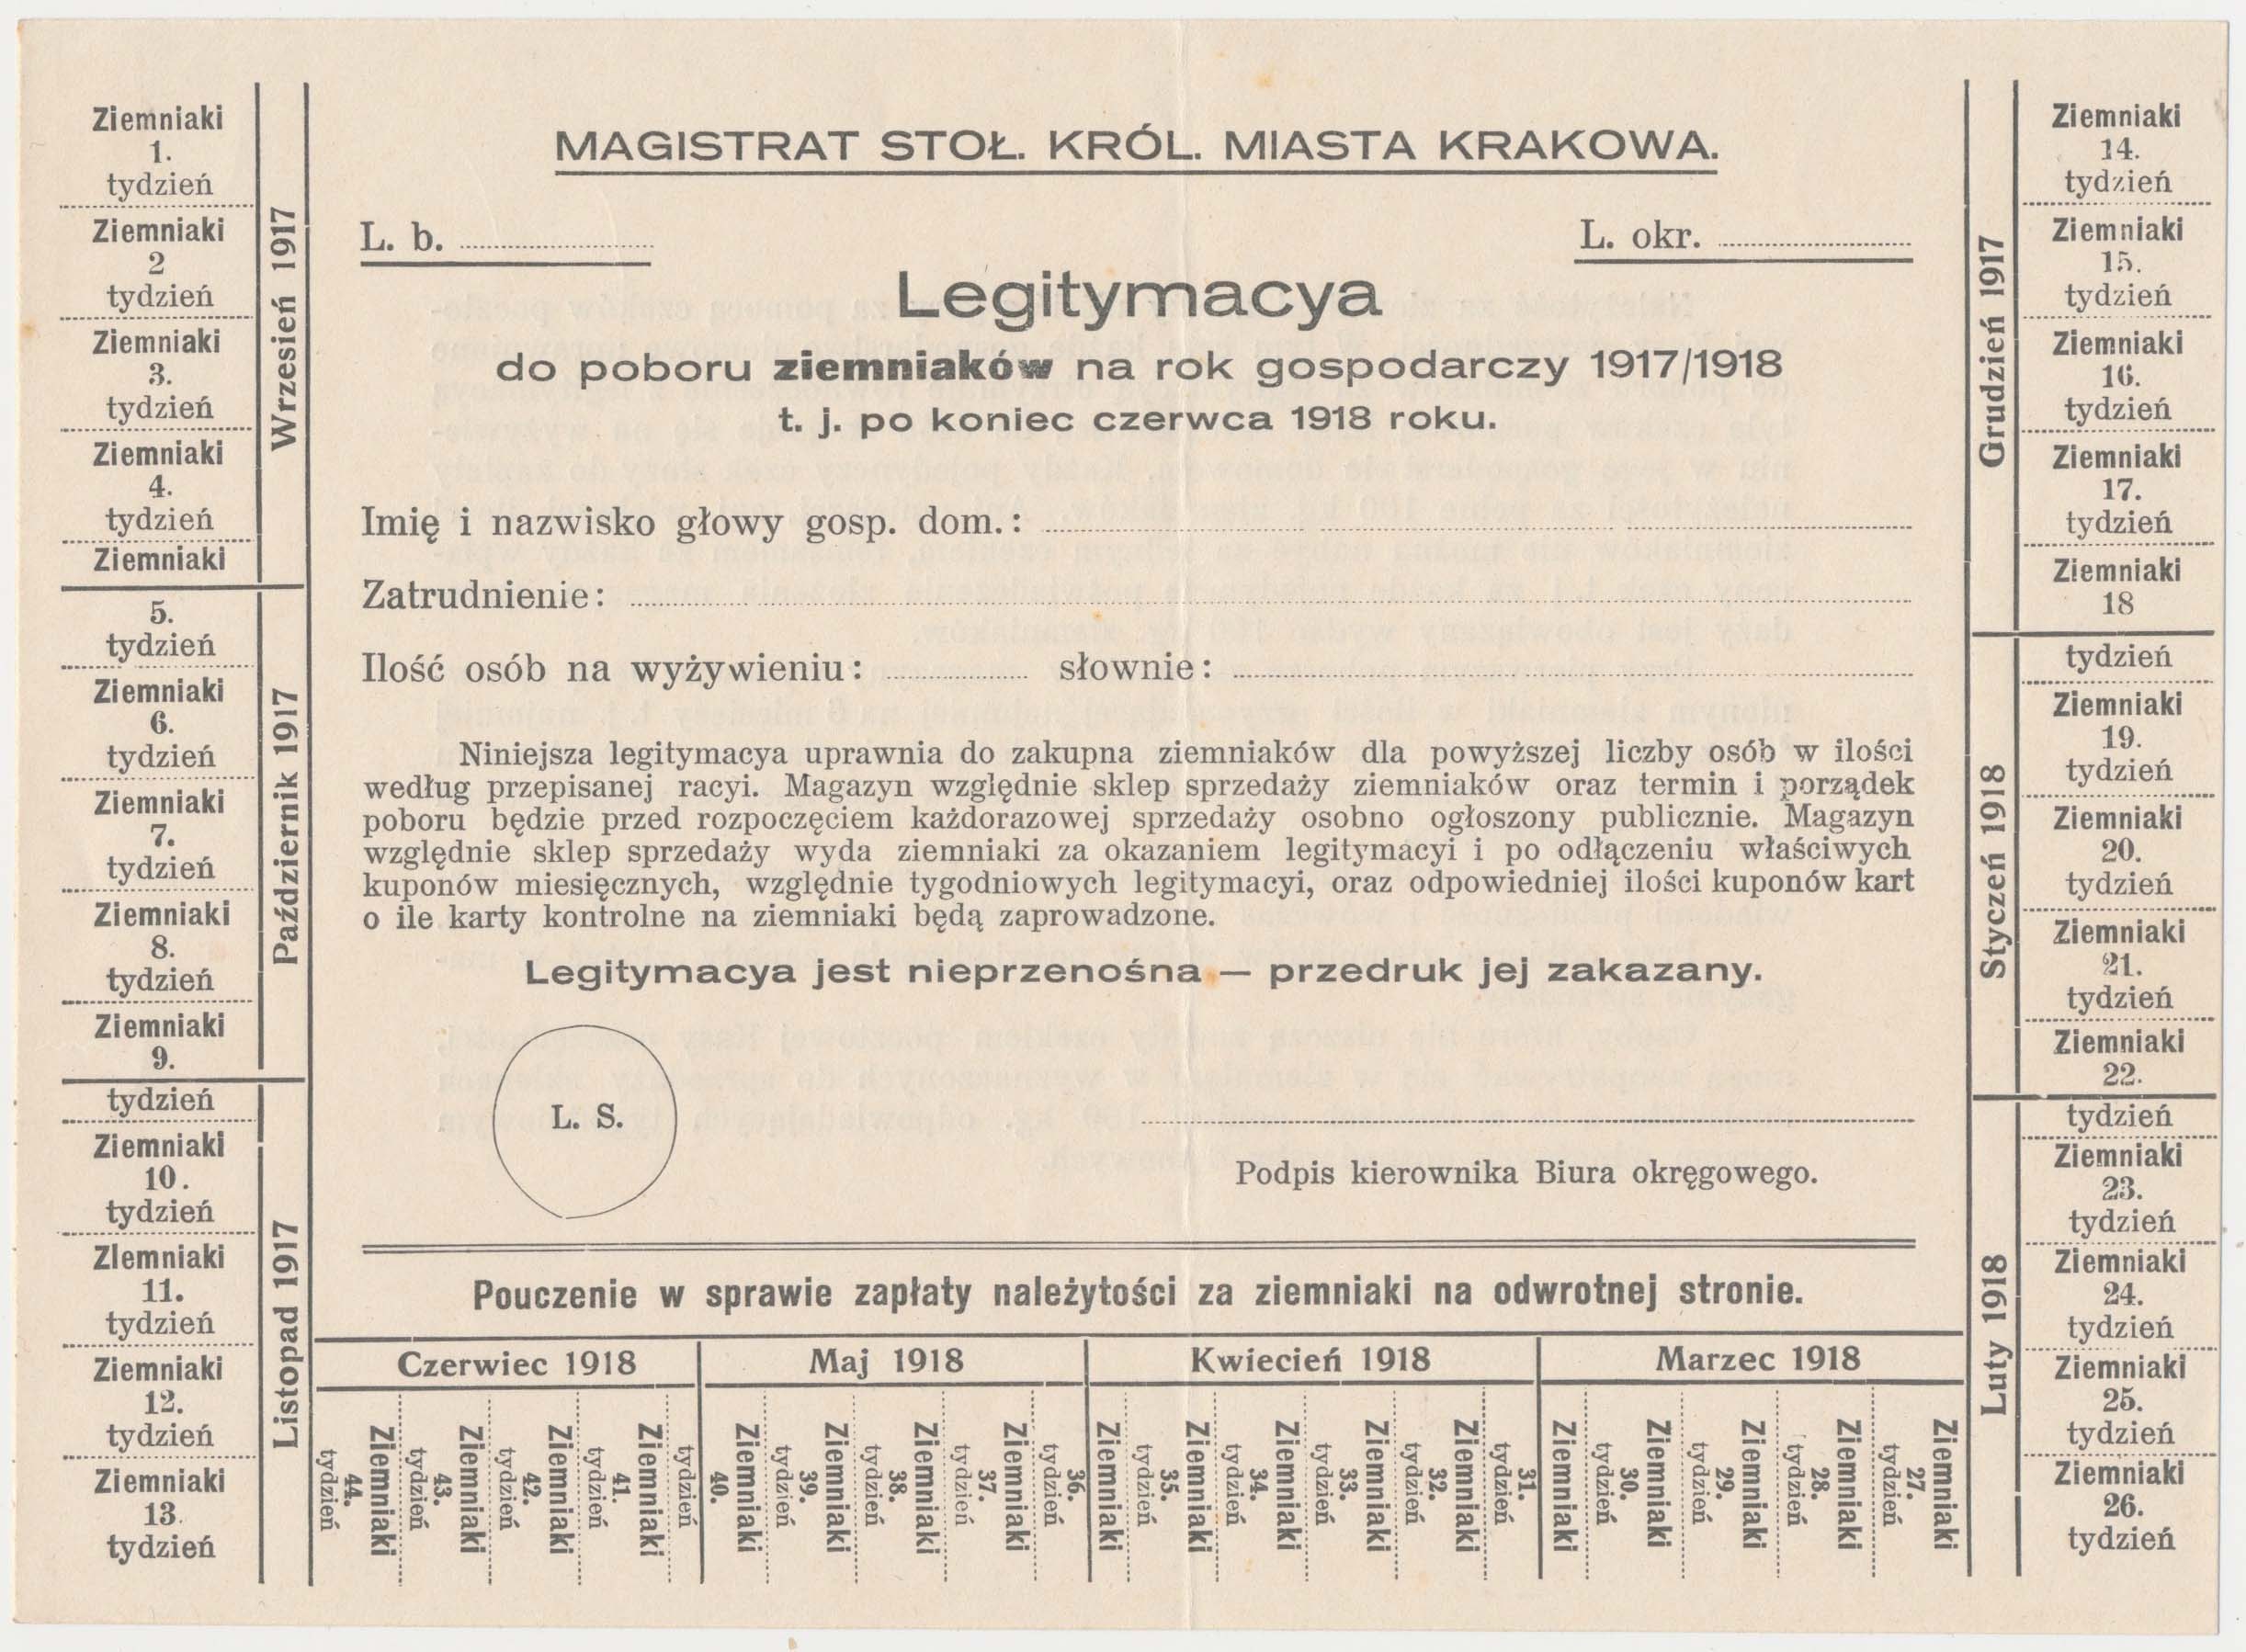 MAGISTRAT STOŁ. KRÓL. MIASTA KRAKOWA.
L. b.
L. okr.
Legitymacya
do poboru ziemniaków na rok gospodarczy 1917/1918
t. j. po koniec czerwca 1918 roku.
Imię i nazwisko głowy gosp. dom.:
Zatrudnienie:
Ilość osób na wyżywieniu: słownie:
Niniejsza legitymacya uprawnia do zakupna ziemniaków dla powyższej liczby osób w ilości
według przepisanej racyi. Magazyn względnie sklep sprzedaży ziemniaków oraz termin i porządek
poboru będzie przed rozpoczęciem każdorazowej sprzedaży osobno ogłoszony publicznie. Magazyn
względnie sklep sprzedaży wyda ziemniaki za okazaniem legitymacyi i po odłączeniu właściwych
kuponów miesięcznych, względnie tygodniowych legitymacyi, oraz odpowiedniej ilości kuponów kart
o ile karty kontrolne na ziemniaki będą zaprowadzone.
Legitymacya jest nieprzenośna — przedruk jej zakazany.
L. S.
Podpis kierownika Biura okręgowego.
Pouczenie w sprawie zapłaty należytości za ziemniaki na odwrotnej stronie.
Wrzesień 1917
Ziemniaki
1.
tydzień
Ziemniaki
2
tydzień
Ziemniaki
3.
tydzień
Ziemniaki
4.
tydzień
Ziemniaki
5.
tydzień
Październik 1917
Ziemniaki
6.
tydzień
Ziemniaki
7.
tydzień
Ziemniaki
8.
tydzień
Ziemniaki
9.
tydzień
Listopad 1917
Ziemniaki
10.
tydzień
ZIemniaki
11.
tydzień
Ziemniaki
12.
tydzień
Ziemniaki
13.
tydzień
Grudzień 1917
Ziemniaki
14.
tydzień
Ziemniaki
15.
tydzień
Ziemniaki
16.
tydzień
Ziemniaki
17.
tydzień
Ziemniaki
18
tydzień
Styczeń 1918
Ziemniaki
19.
tydzień
Ziemniaki
20.
tydzień
Ziemniaki
21.
tydzień
Ziemniaki
22.
tydzień
Luty 1918
Ziemniaki
23.
tydzień
Ziemniaki
24.
tydzień
Ziemniaki
25.
tydzień
Ziemniaki
26.
tydzień
Marzec 1918
Ziemniaki
27.
tydzień
Ziemniaki
28.
tydzień
Ziemniaki
29.
tydzień
Ziemniaki
30.
tydzień
Ziemniaki
31.
tydzień
Kwiecień 1918
Ziemniaki
32.
tydzień
Ziemniaki
33.
tydzień
Ziemniaki
34.
tydzień
Ziemniaki
35.
tydzień
Ziemniaki
36.
tydzień
Maj 1918
Ziemniaki
37.
tydzień
Ziemniaki
38.
tydzień
Ziemniaki
39.
tydzień
Ziemniaki
40.
tydzień
Czerwiec 1918
Ziemniaki
41.
tydzień
Ziemniaki
42.
tydzień
Ziemniaki
43.
tydzień
Ziemniaki
44.
tydzień